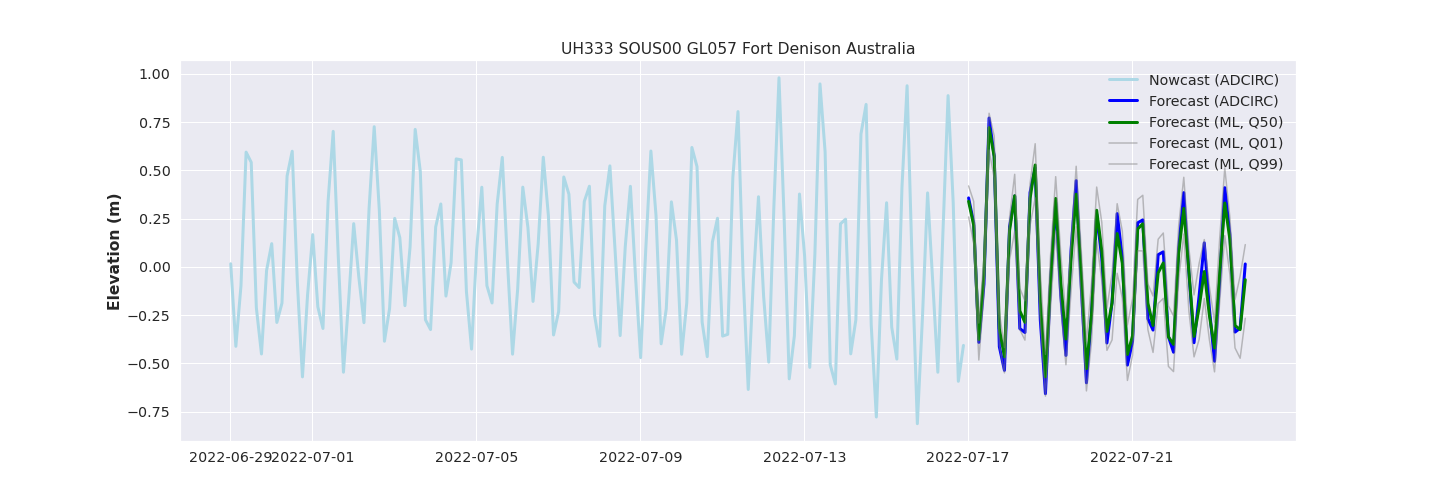 UH333 SOUS00 GL057 Fort Denison Australia
Elevation (m)
1.00
0.75
0.50
0.25
0.00
−0.25
−0.50
−0.75
Nowcast (ADCIRC)
Forecast (ADCIRC)
Forecast (ML, Q50)
Forecast (ML, Q01)
Forecast (ML, Q99)
2022-06-29 2022-07-01 2022-07-05 2022-07-09 2022-07-13 2022-07-17 2022-07-21